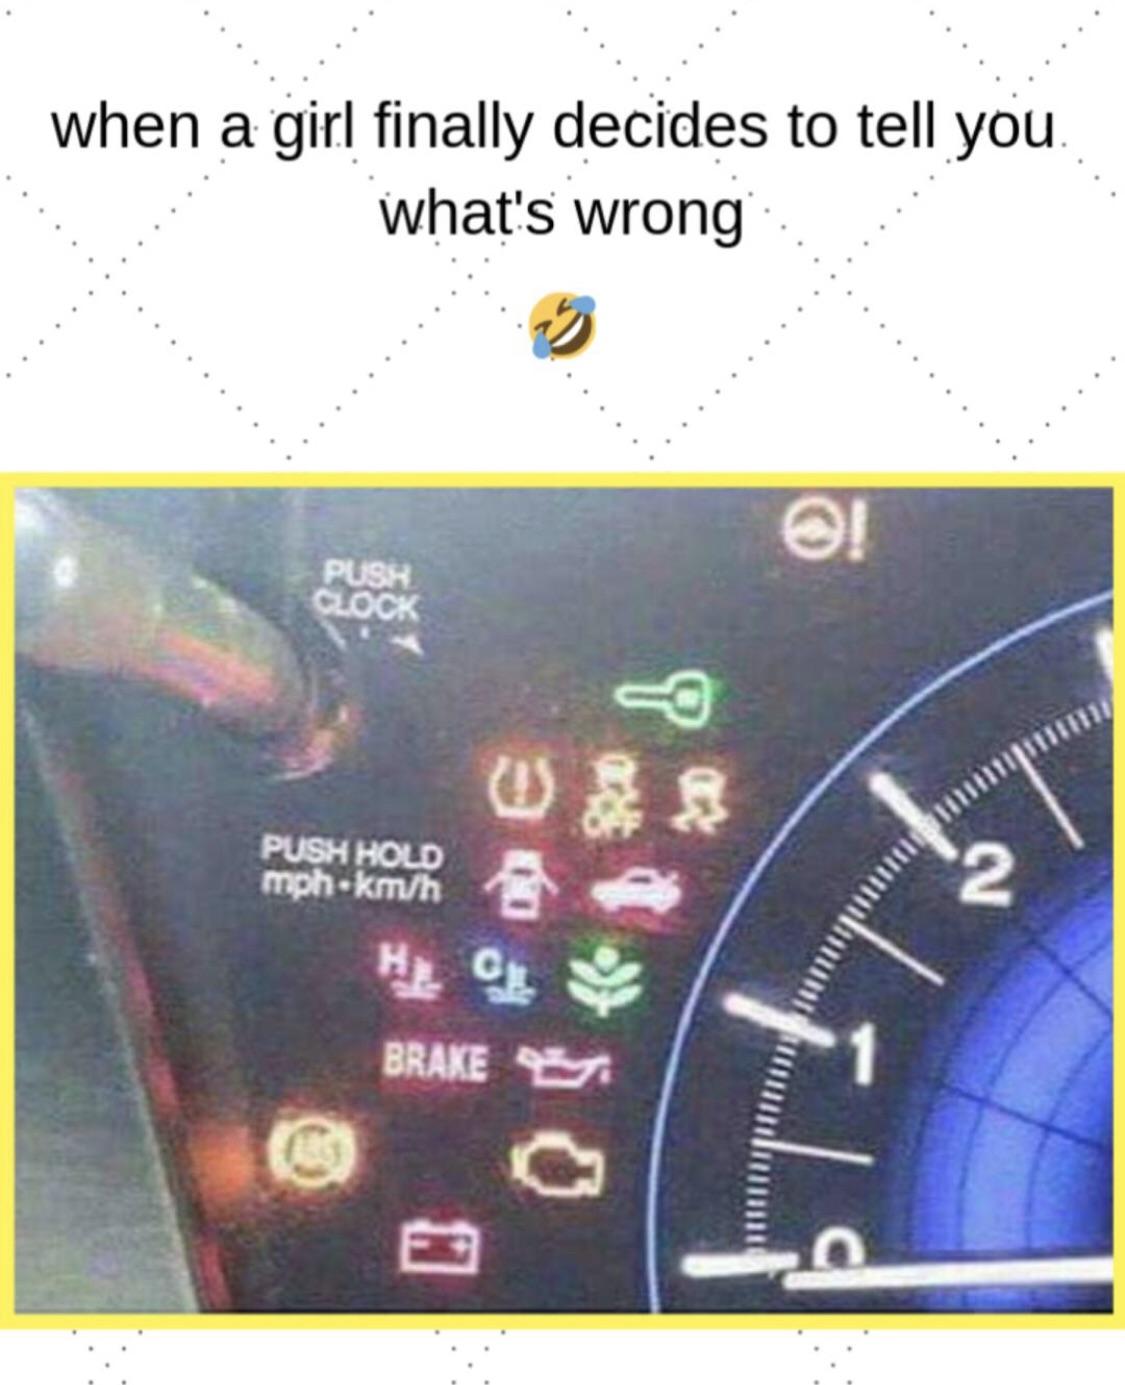 when a girl finally decides to tell you
what's wrong
🤣
PUSH
CLOCK
OFF
PUSH HOLD
mph•km/h
H C
BRAKE
ABS
2
1
0